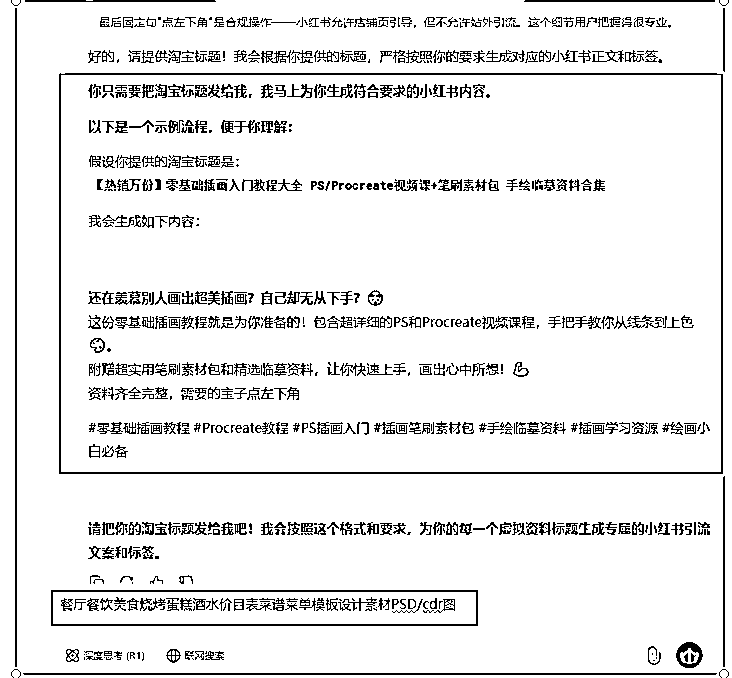 最后固定句"点左下角"是合规操作——小红书允许店铺页引导，但不允许站外引流。这个细节用户把握得很专业。
好的，请提供淘宝标题！我会根据你提供的标题，严格按照你的要求生成对应的小红书正文和标签。
你只需要把淘宝标题发给我，我马上为你生成符合要求的小红书内容。
以下是一个示例流程，便于你理解：
假设你提供的淘宝标题是：
【热销万份】零基础插画入门教程大全 PS/Procreate视频课+笔刷素材包 手绘临摹资料合集
我会生成如下内容：
还在羡慕别人画出超美插画？自己却无从下手？
这份零基础插画教程就是为你准备的！包含超详细的PS和Procreate视频课程，手把手教你从线条到上色
。
附赠超实用笔刷素材包和精选临摹资料，让你快速上手，画出心中所想！
资料齐全完整，需要的宝子点左下角
#零基础插画教程 #Procreate教程 #PS插画入门 #插画笔刷素材包 #手绘临摹资料 #插画学习资源 #绘画小
白必备
请把你的淘宝标题发给我吧！我会按照这个格式和要求，为你的每一个虚拟资料标题生成专属的小红书引流
文案和标签。
餐厅餐饮美食烧烤蛋糕酒水价目表菜谱菜单模板设计素材PSD/cdr图
深度思考 (R1) 联网搜索